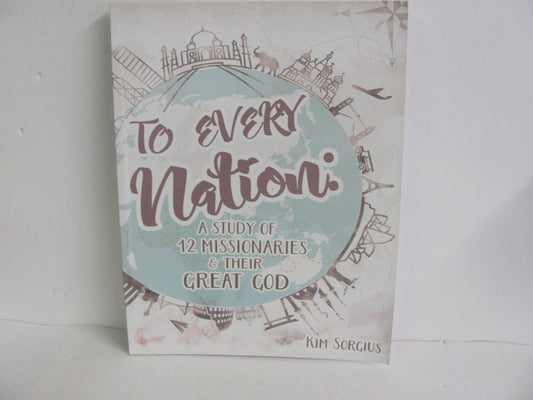 TO EVERY
Nation:
A STUDY OF
12 MISSIONARIES
& THEIR
GREAT GOD
KIM SORGIUS